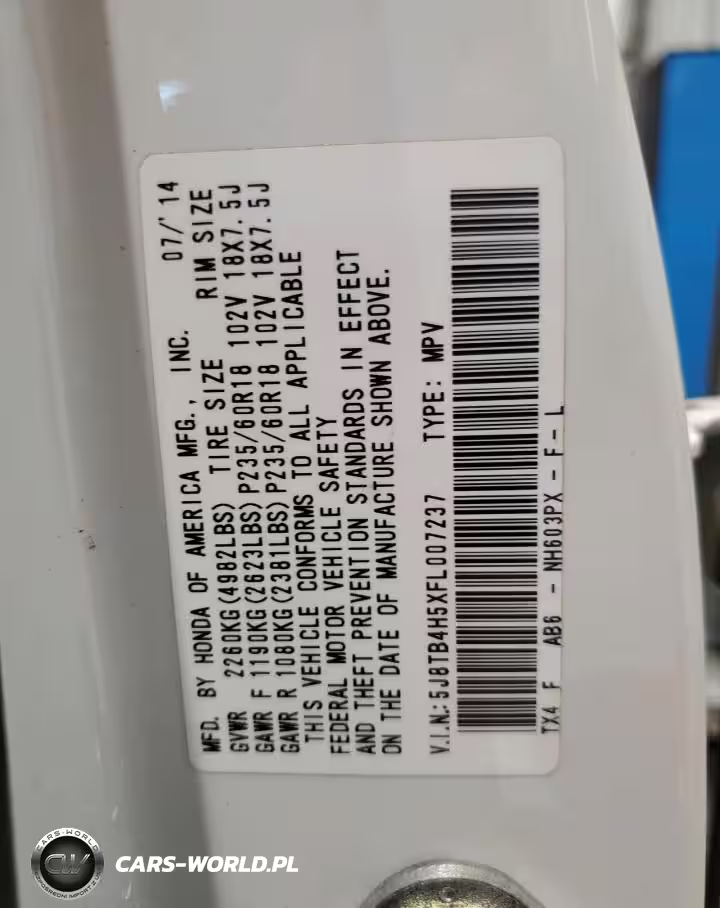 MFD. BY HONDA OF AMERICA MFG., INC. 07/'14
GVWR 2260KG(4982LBS) TIRE SIZE RIM SIZE
GAWR F 1190KG(2623LBS)P235/60R18 102V 18X7.5J
GAWR R 1080KG(2381LBS)P235/60R18 102V 18X7.5J
THIS VEHICLE CONFORMS TO ALL APPLICABLE
FEDERAL MOTOR VEHICLE SAFETY
AND THEFT PREVENTION STANDARDS IN EFFECT
ON THE DATE OF MANUFACTURE SHOWN ABOVE.
V.I.N.:5J8TB4H5XFL007237 TYPE: MPV
TX4 F AB6 - NH603PX - F - L
CARS-WORLD
CW
CARS-WORLD.PL